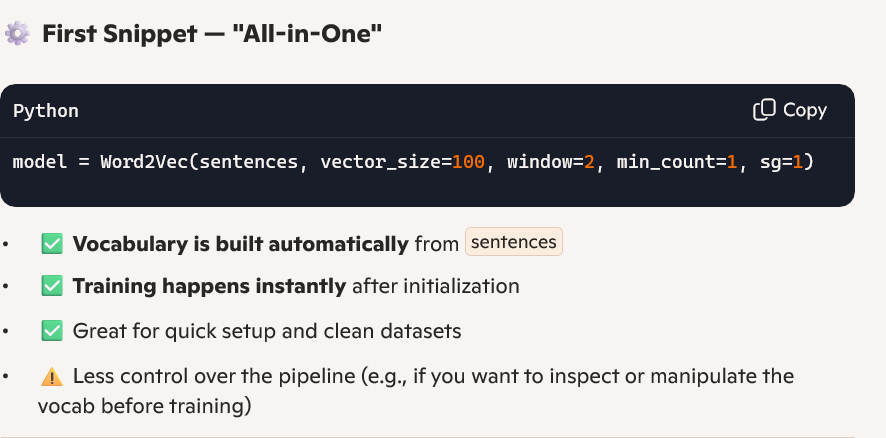 ⚙️ First Snippet — "All-in-One"
Python
Copy
model = Word2Vec(sentences, vector_size=100, window=2, min_count=1, sg=1)
• ✅ Vocabulary is built automatically from sentences
• ✅ Training happens instantly after initialization
• ✅ Great for quick setup and clean datasets
• ⚠️ Less control over the pipeline (e.g., if you want to inspect or manipulate the
vocab before training)